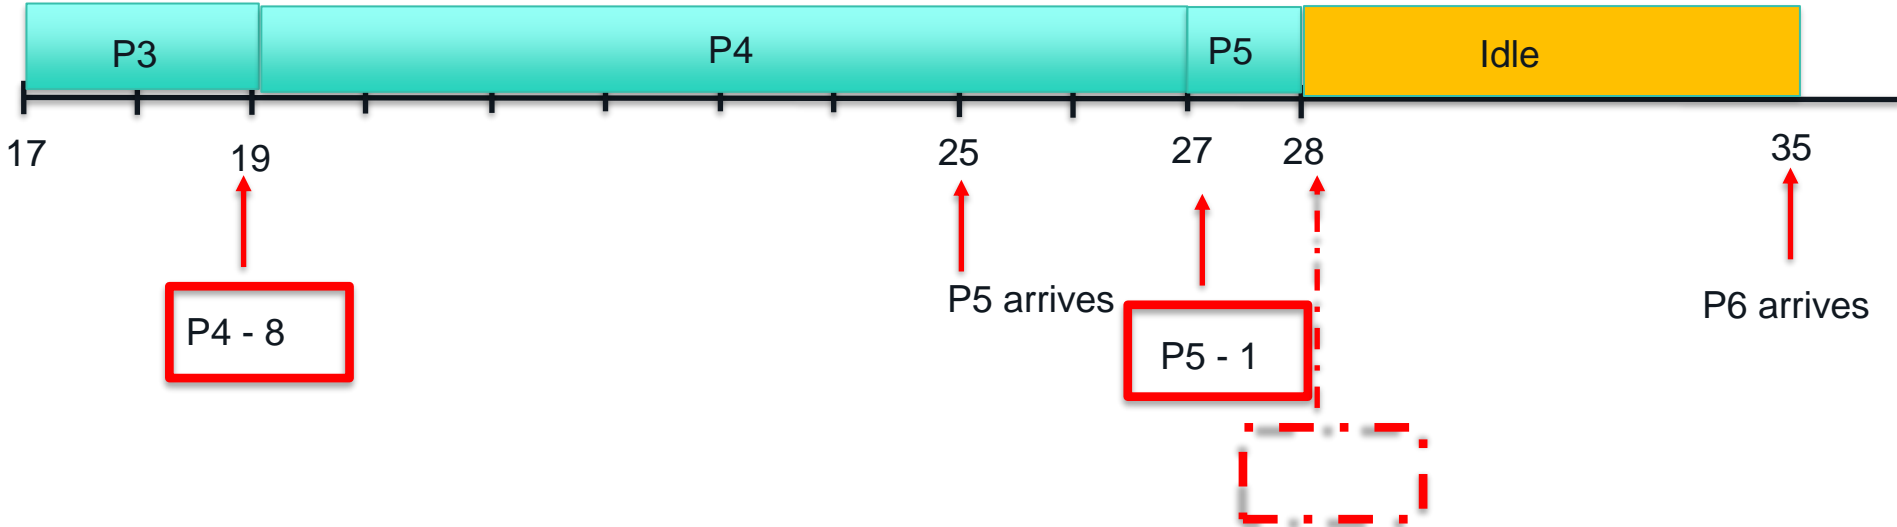 P3
P4
P5
Idle
17
19
25
27
28
35
P5 arrives
P6 arrives
P4 - 8
P5 - 1